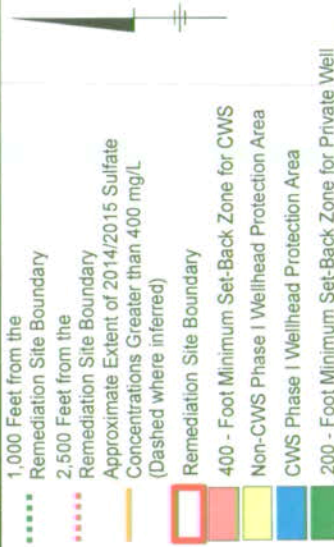 1,000 Feet from the
Remediation Site Boundary
2,500 Feet from the
Remediation Site Boundary
Approximate Extent of 2014/2015 Sulfate
Concentrations Greater than 400 mg/L
(Dashed where inferred)
Remediation Site Boundary
400 - Foot Minimum Set-Back Zone for CWS
Non-CWS Phase I Wellhead Protection Area
CWS Phase I Wellhead Protection Area
200 - Foot Minimum Set-Back Zone for Private Well